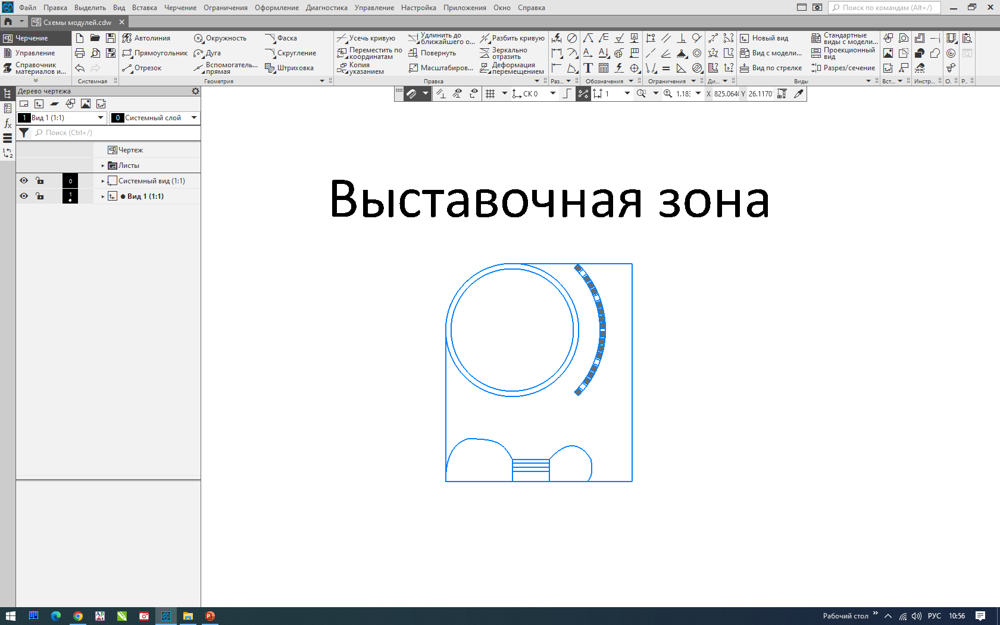 Файл Правка Выделить Вид Вставка Черчение Ограничения Оформление Диагностика Управление Настройка Приложения Окно Справка Поиск по командам (Alt+/)
Схемы модулей.cdw
Черчение
Управление
Справочник материалов и...
Системная
Автолиния Окружность Фаска
Прямоугольник Дуга Скругление
Отрезок Вспомогатель... прямая Штриховка
Геометрия
Усечь кривую Удлинить до ближайшего о... Разбить кривую
Переместить по координатам Повернуть Зеркально отразить
Копия указанием Масштабиров... Деформация перемещением
Правка
Раз... Обозначения Ограничения Ди...
Новый вид Стандартные виды с модели...
Вид с модели... Проекционный вид
Вид по стрелке Разрез/сечение
Виды
Вст... Инстр... О. Р...
Дерево чертежа
1 Вид 1 (1:1) 0 Системный слой
Поиск (Ctrl+/)
Чертеж
Листы
0 Системный вид (1:1)
1 Вид 1 (1:1)
СК 0 1 1.183 X 825.0640 Y 26.1170
Выставочная зона
Рабочий стол РУС 10:56